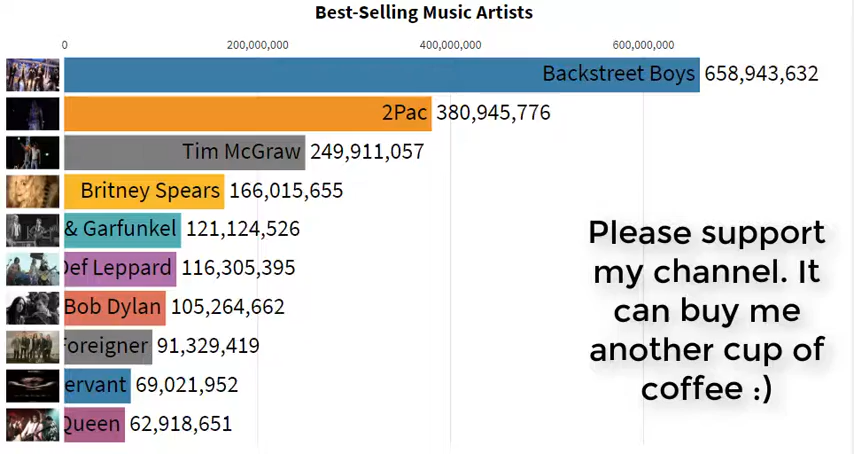 Best-Selling Music Artists
0 200,000,000 400,000,000 600,000,000
Backstreet Boys 658,943,632
2Pac 380,945,776
Tim McGraw 249,911,057
Britney Spears 166,015,655
& Garfunkel 121,124,526
Def Leppard 116,305,395
Bob Dylan 105,264,662
Foreigner 91,329,419
ervant 69,021,952
Queen 62,918,651
Please support
my channel. It
can buy me
another cup of
coffee :)